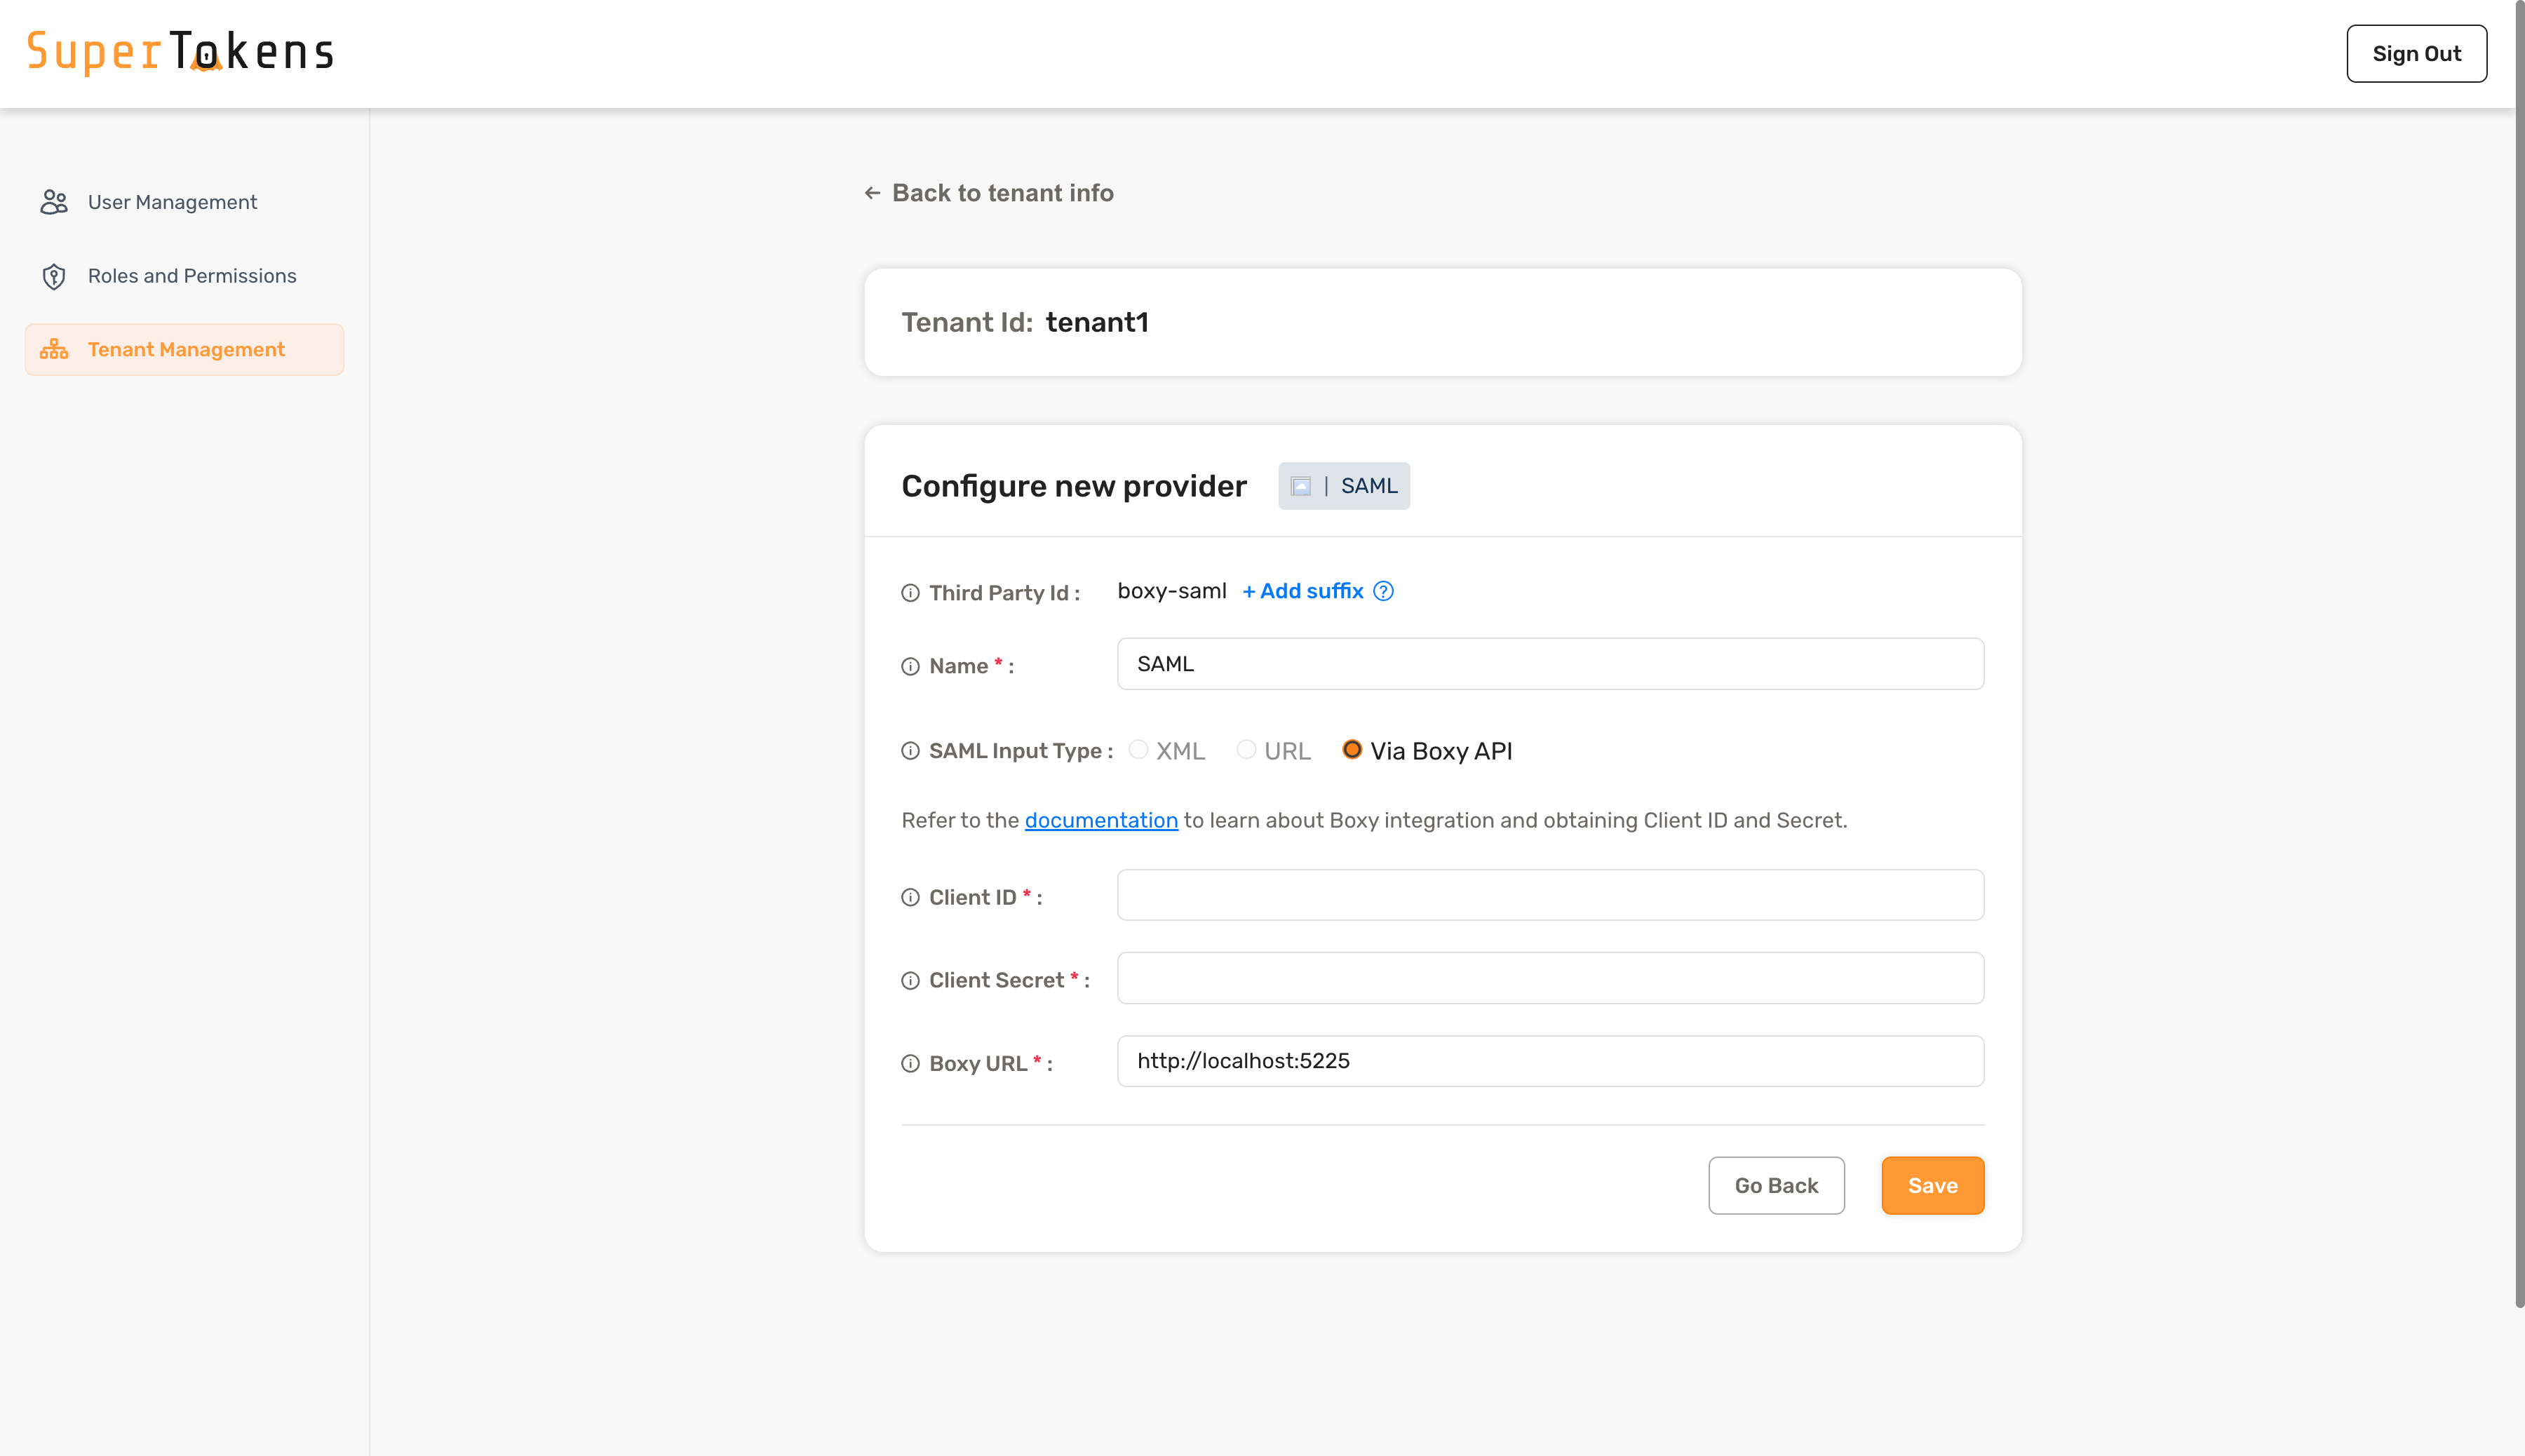 SuperTokens
Sign Out
User Management
Roles and Permissions
Tenant Management
← Back to tenant info
Tenant Id: tenant1
Configure new provider | SAML
Third Party Id : boxy-saml + Add suffix
Name * : SAML
SAML Input Type : XML URL Via Boxy API
Refer to the documentation to learn about Boxy integration and obtaining Client ID and Secret.
Client ID * :
Client Secret * :
Boxy URL * : http://localhost:5225
Go Back Save